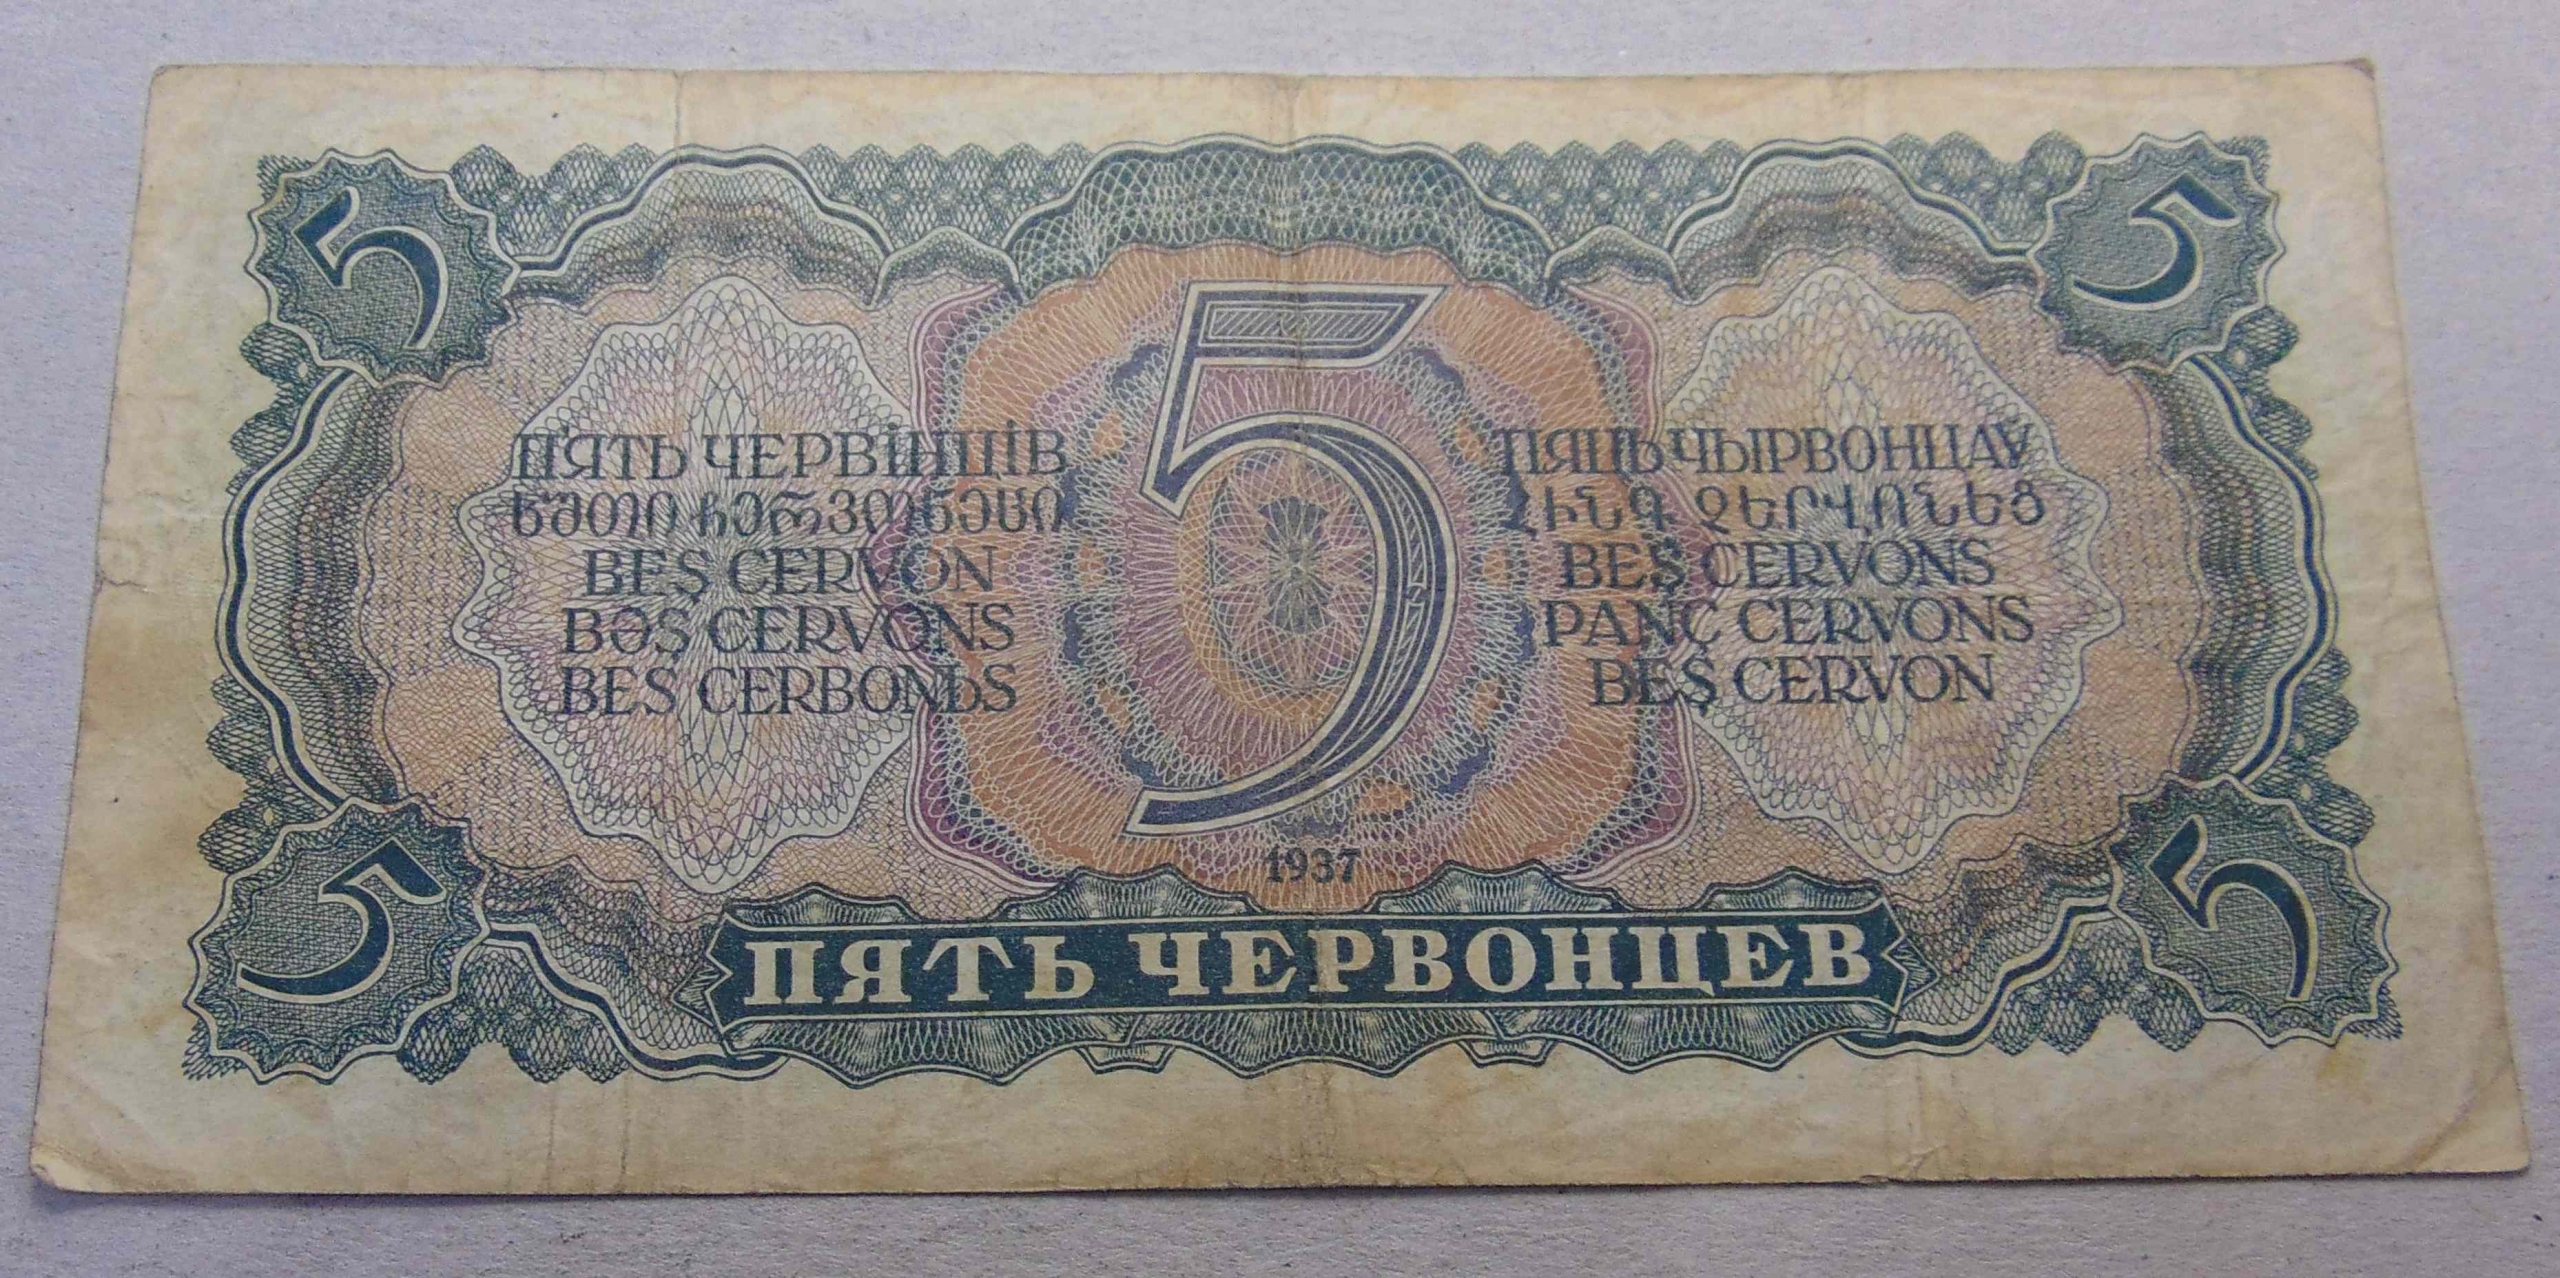 5
5
5
П'ЯТЬ ЧЕРВІНЦІВ
ხუთი ჩერვონეცი
BEŞ CERVON
BƏŞ CERVONS
BES CERBONЬS
ПЯЦЬ ЧЫРВОНЦАЎ
ՀԻՆԳ ՉԵՐՎՈՆԵՑ
BEŞ CERVONS
PANÇ CERVONS
BEŞ CERVON
1937
5
5
ПЯТЬ ЧЕРВОНЦЕВ